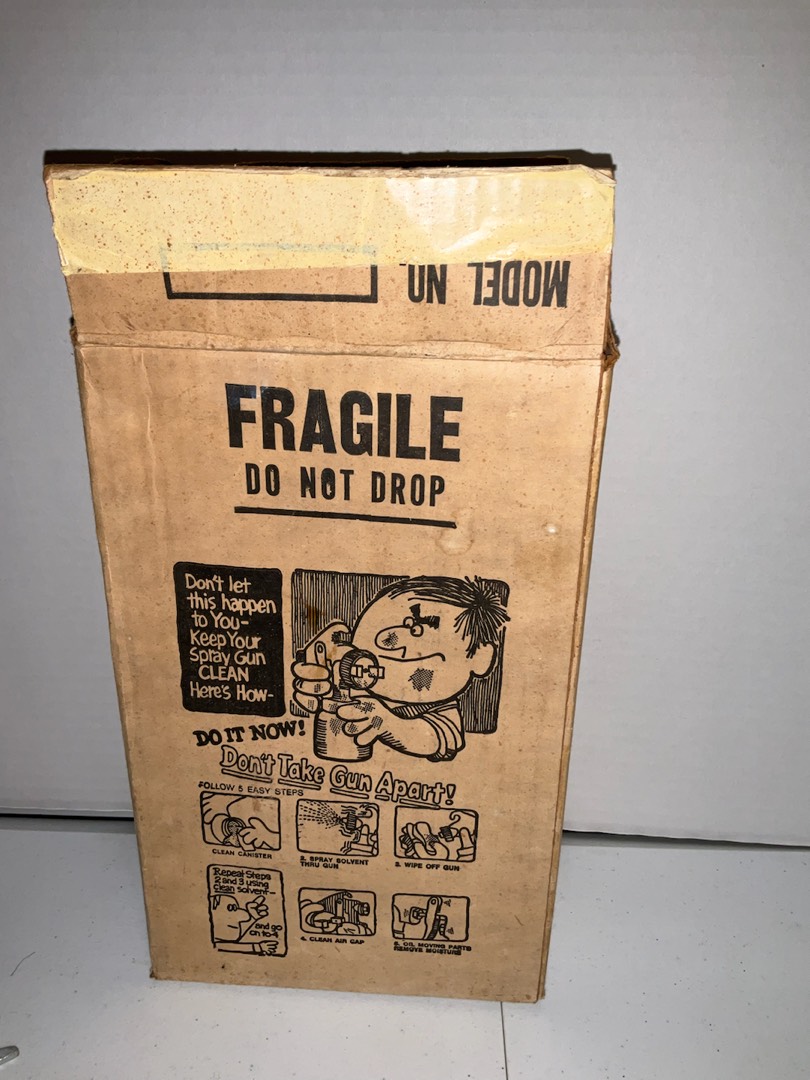 MODEL NO.
FRAGILE
DO NOT DROP
Don't let
this happen
to You-
Keep Your
Spray Gun
CLEAN
Here's How-
DO IT NOW!
Don't Take Gun Apart!
FOLLOW 5 EASY STEPS
CLEAN CANISTER
2. SPRAY SOLVENT
THRU GUN
3. WIPE OFF GUN
Repeat Steps
2 and 3 using
Clean solvent-
and go
on to 4
4. CLEAN AIR CAP
5. OIL MOVING PARTS
REMOVE MOISTURE